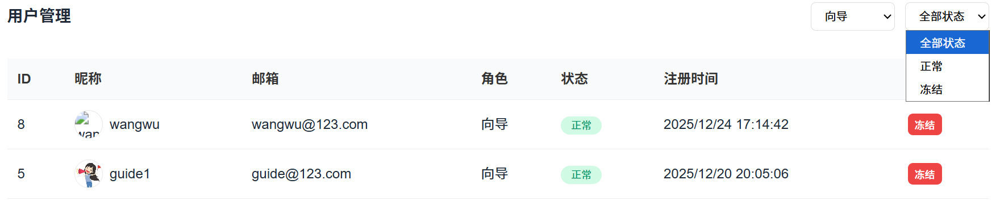 用户管理 向导 全部状态
全部状态
正常
冻结
ID 昵称 邮箱 角色 状态 注册时间
8 wangwu wangwu@123.com 向导 正常 2025/12/24 17:14:42 冻结
5 guide1 guide@123.com 向导 正常 2025/12/20 20:05:06 冻结